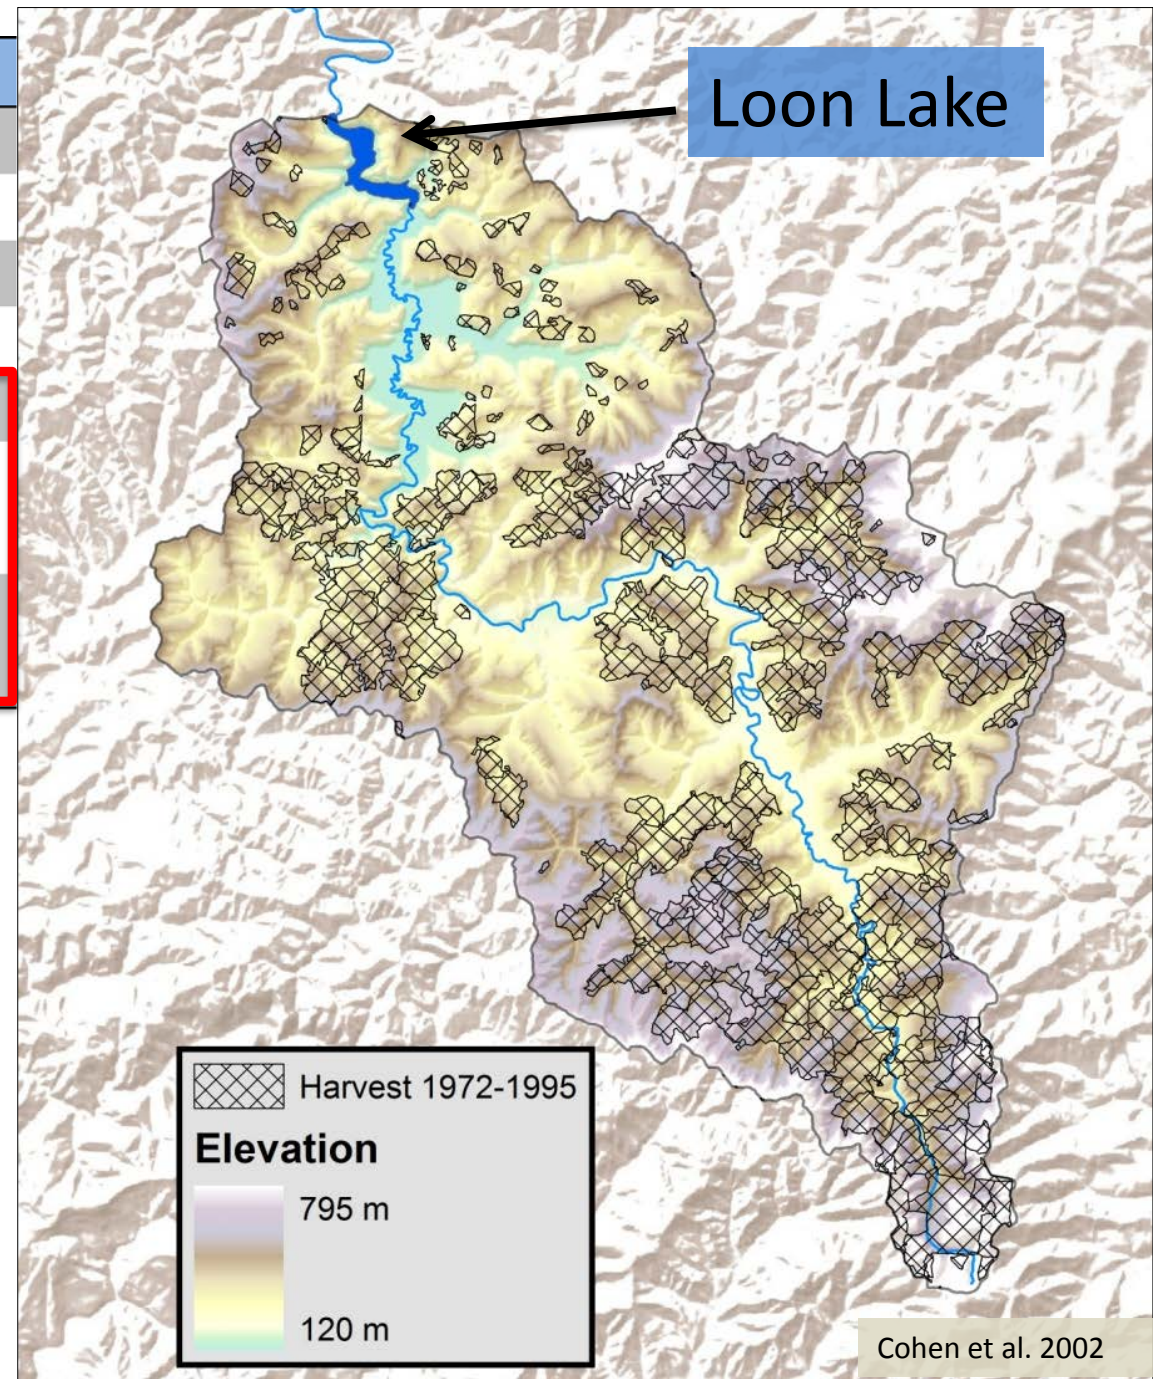 Loon Lake
Harvest 1972-1995
Elevation
795 m
120 m
Cohen et al. 2002